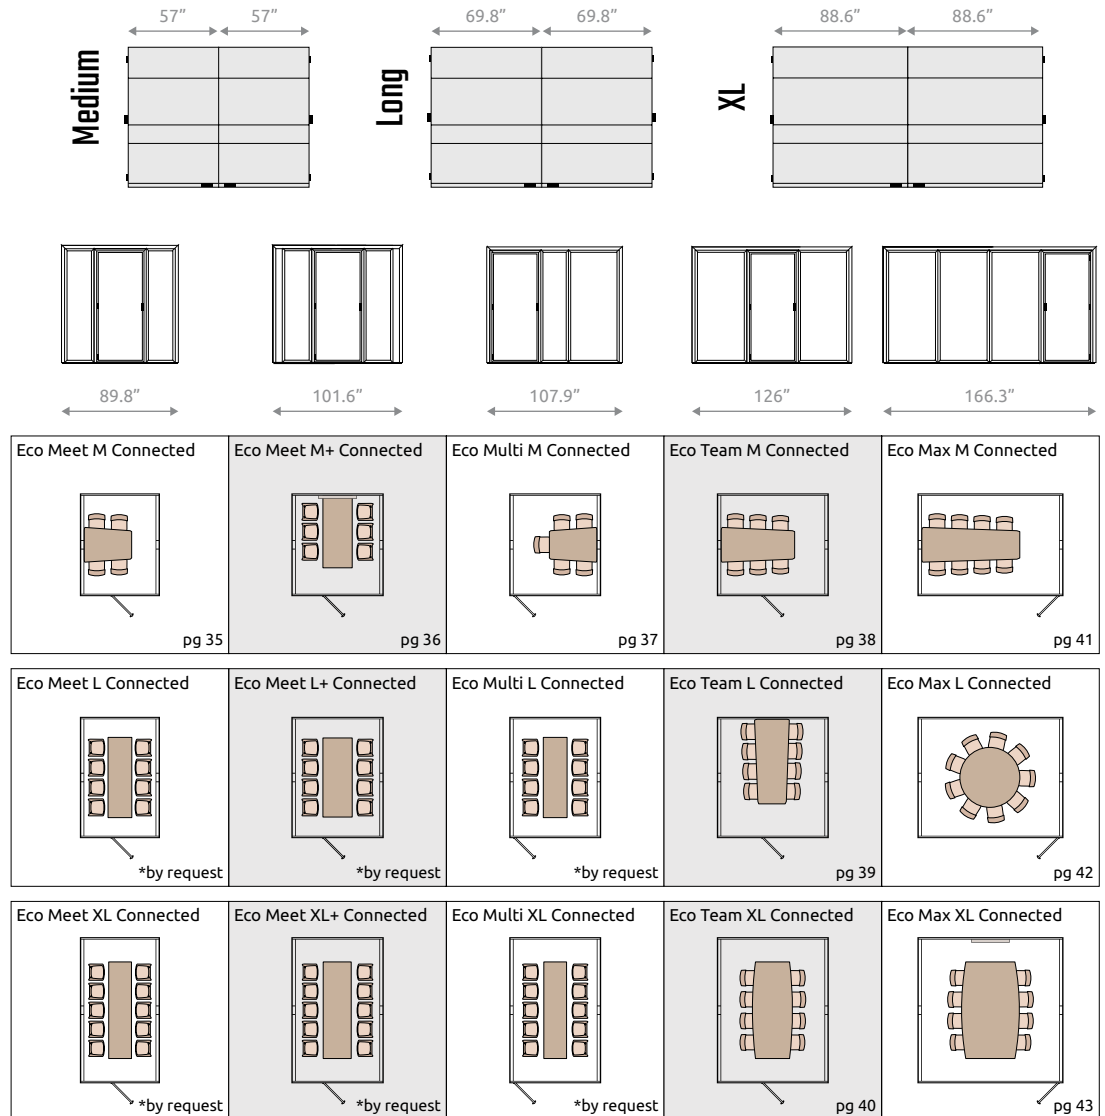 57” 57”
69.8” 69.8”
88.6” 88.6”
Medium
Long
XL
89.8”
101.6”
107.9”
126”
166.3”
Eco Meet M Connected
pg 35
Eco Meet M+ Connected
pg 36
Eco Multi M Connected
pg 37
Eco Team M Connected
pg 38
Eco Max M Connected
pg 41
Eco Meet L Connected
*by request
Eco Meet L+ Connected
*by request
Eco Multi L Connected
*by request
Eco Team L Connected
pg 39
Eco Max L Connected
pg 42
Eco Meet XL Connected
*by request
Eco Meet XL+ Connected
*by request
Eco Multi XL Connected
*by request
Eco Team XL Connected
pg 40
Eco Max XL Connected
pg 43